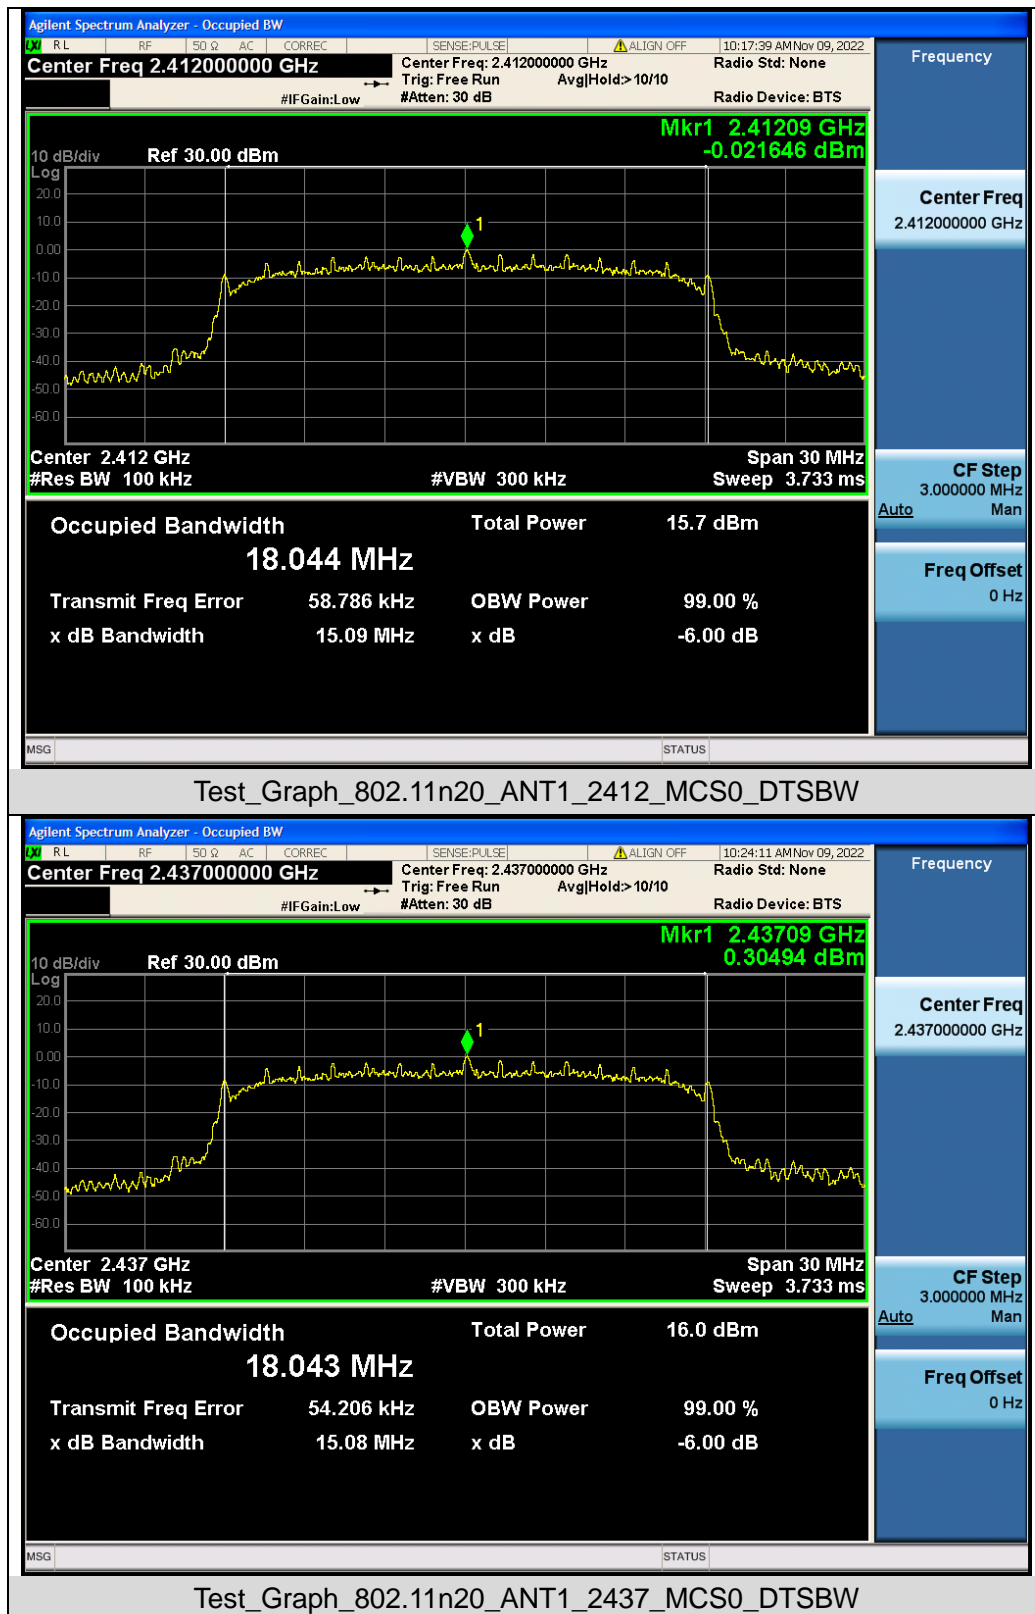 Agilent Spectrum Analyzer - Occupied BW
LXI RL RF 50 Ω AC CORREC SENSE:PULSE ALIGN OFF 10:17:39 AM Nov 09, 2022
Center Freq 2.412000000 GHz
Center Freq: 2.412000000 GHz
Radio Std: None
Trig: Free Run Avg|Hold:>10/10
#IFGain:Low
#Atten: 30 dB
Radio Device: BTS
Frequency
Mkr1 2.41209 GHz
-0.021646 dBm
10 dB/div Ref 30.00 dBm
Log
20.0
10.0
0.00
-10.0
-20.0
-30.0
-40.0
-50.0
-60.0
1
Center 2.412 GHz
Span 30 MHz
#Res BW 100 kHz
#VBW 300 kHz
Sweep 3.733 ms
Center Freq
2.412000000 GHz
CF Step
3.000000 MHz
Auto Man
Freq Offset
0 Hz
Occupied Bandwidth
Total Power 15.7 dBm
18.044 MHz
Transmit Freq Error 58.786 kHz OBW Power 99.00 %
x dB Bandwidth 15.09 MHz x dB -6.00 dB
MSG STATUS
Test_Graph_802.11n20_ANT1_2412_MCS0_DTSBW
Agilent Spectrum Analyzer - Occupied BW
LXI RL RF 50 Ω AC CORREC SENSE:PULSE ALIGN OFF 10:24:11 AM Nov 09, 2022
Center Freq 2.437000000 GHz
Center Freq: 2.437000000 GHz
Radio Std: None
Trig: Free Run Avg|Hold:>10/10
#IFGain:Low
#Atten: 30 dB
Radio Device: BTS
Frequency
Mkr1 2.43709 GHz
0.30494 dBm
10 dB/div Ref 30.00 dBm
Log
20.0
10.0
0.00
-10.0
-20.0
-30.0
-40.0
-50.0
-60.0
1
Center 2.437 GHz
Span 30 MHz
#Res BW 100 kHz
#VBW 300 kHz
Sweep 3.733 ms
Center Freq
2.437000000 GHz
CF Step
3.000000 MHz
Auto Man
Freq Offset
0 Hz
Occupied Bandwidth
Total Power 16.0 dBm
18.043 MHz
Transmit Freq Error 54.206 kHz OBW Power 99.00 %
x dB Bandwidth 15.08 MHz x dB -6.00 dB
MSG STATUS
Test_Graph_802.11n20_ANT1_2437_MCS0_DTSBW